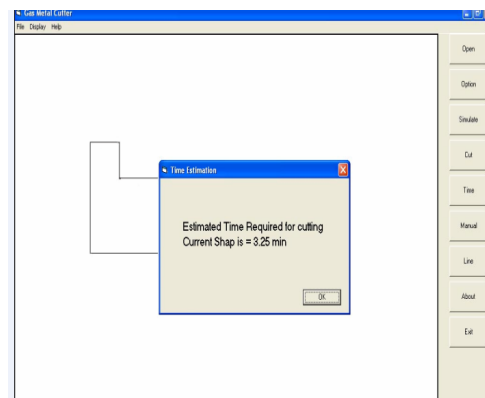 Gas Metal Cutter
File Display Help
Open
Option
Simulate
Cut
Time
Manual
Line
About
Exit
Time Estimation
Estimated Time Required for cutting
Current Shap is = 3.25 min
OK